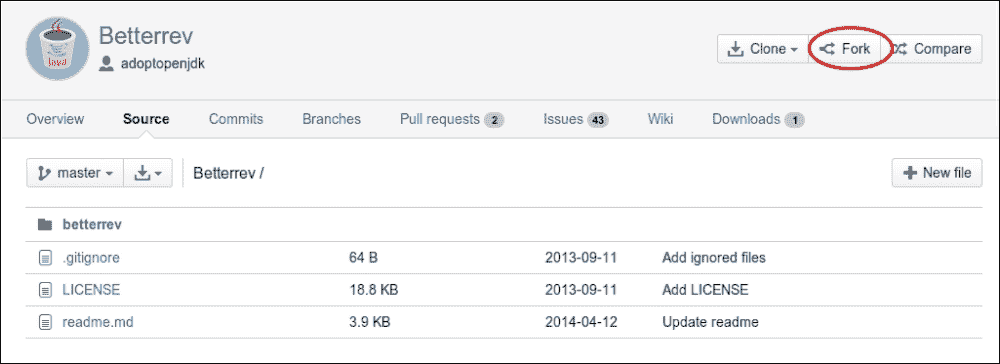 Java
Betterrev
adoptopenjdk
Clone Fork Compare
Overview Source Commits Branches Pull requests 2 Issues 43 Wiki Downloads 1
master Betterrev / New file
betterrev
.gitignore 64 B 2013-09-11 Add ignored files
LICENSE 18.8 KB 2013-09-11 Add LICENSE
readme.md 3.9 KB 2014-04-12 Update readme